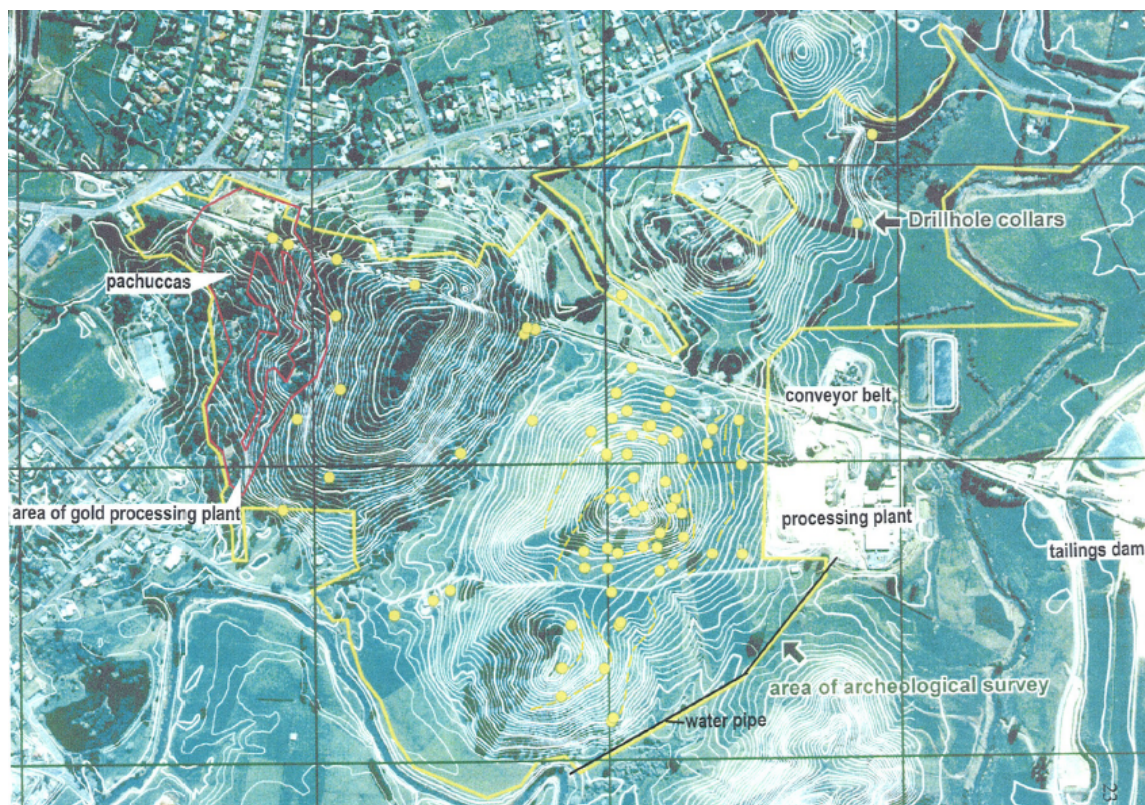 Drillhole collars
pachuccas
conveyor belt
area of gold processing plant
processing plant
tailings dam
area of archeological survey
water pipe
23